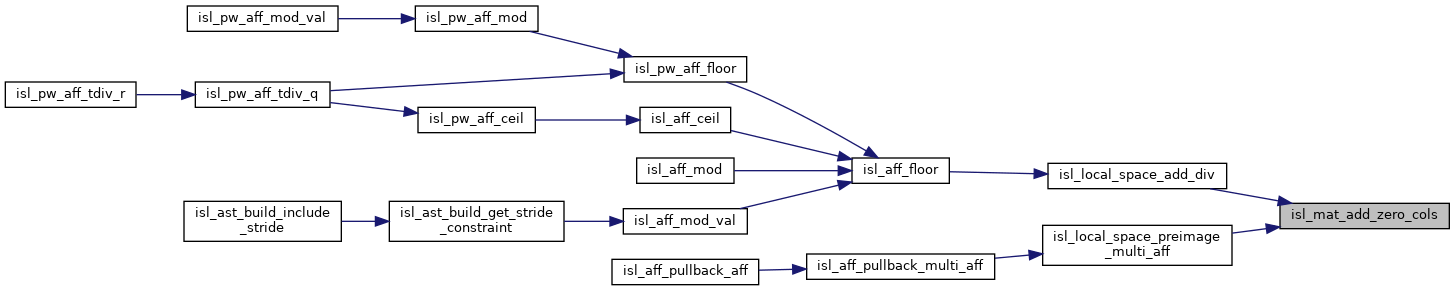 isl_pw_aff_mod_val
isl_pw_aff_mod
isl_pw_aff_floor
isl_pw_aff_tdiv_r
isl_pw_aff_tdiv_q
isl_pw_aff_ceil
isl_aff_ceil
isl_aff_mod
isl_aff_floor
isl_local_space_add_div
isl_ast_build_include
_stride
isl_ast_build_get_stride
_constraint
isl_aff_mod_val
isl_mat_add_zero_cols
isl_local_space_preimage
_multi_aff
isl_aff_pullback_aff
isl_aff_pullback_multi_aff